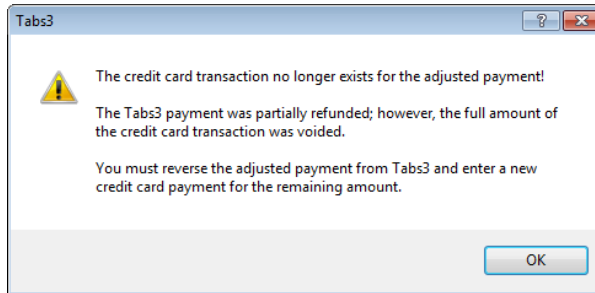 Tabs3
The credit card transaction no longer exists for the adjusted payment!
The Tabs3 payment was partially refunded; however, the full amount of
the credit card transaction was voided.
You must reverse the adjusted payment from Tabs3 and enter a new
credit card payment for the remaining amount.
OK